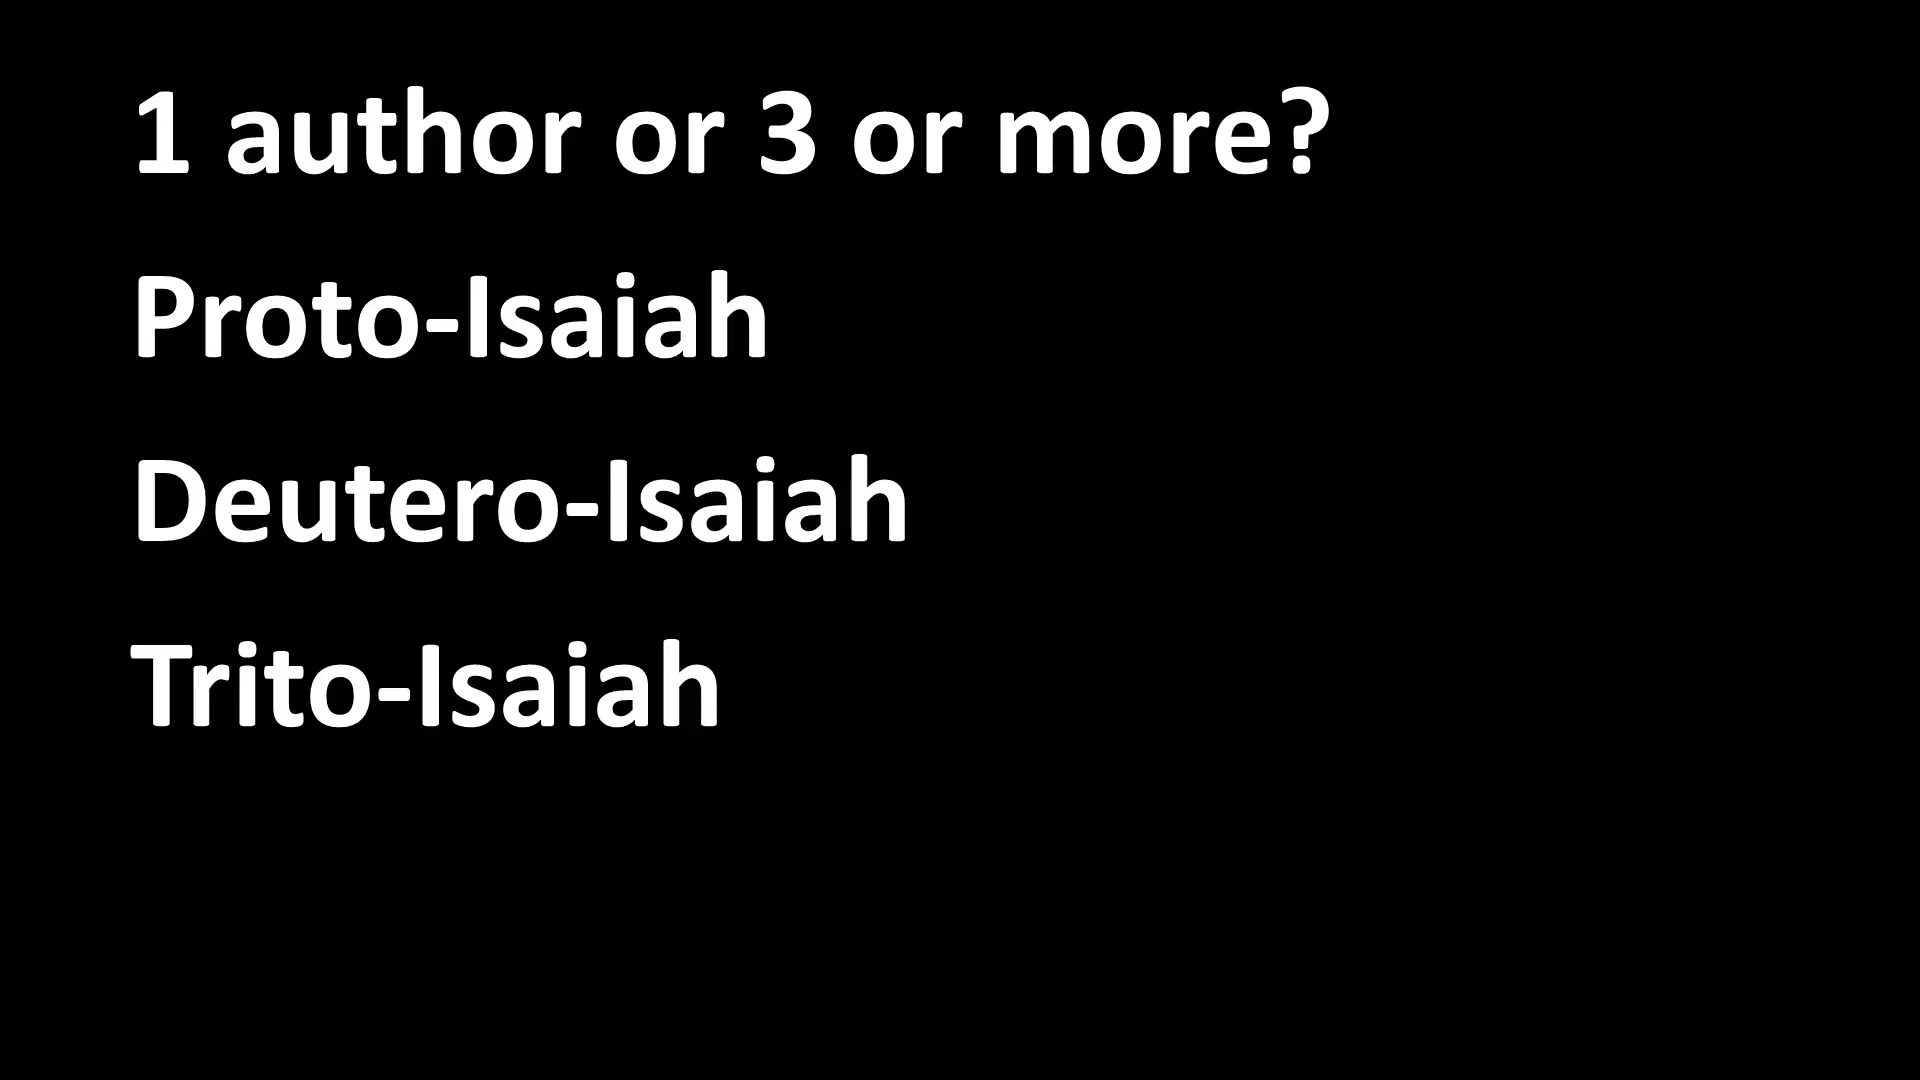 1 author or 3 or more?
Proto-Isaiah
Deutero-Isaiah
Trito-Isaiah